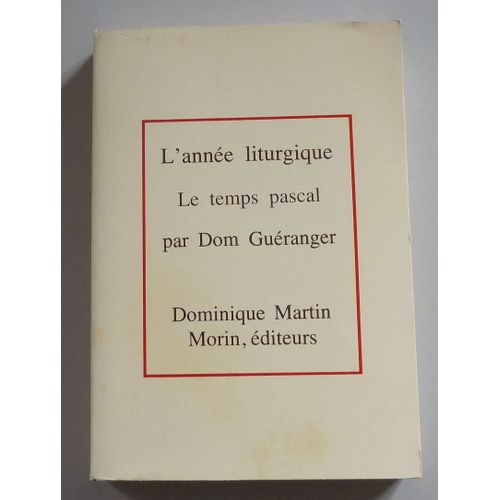 L'année liturgique
Le temps pascal
par Dom Guéranger
Dominique Martin
Morin, éditeurs